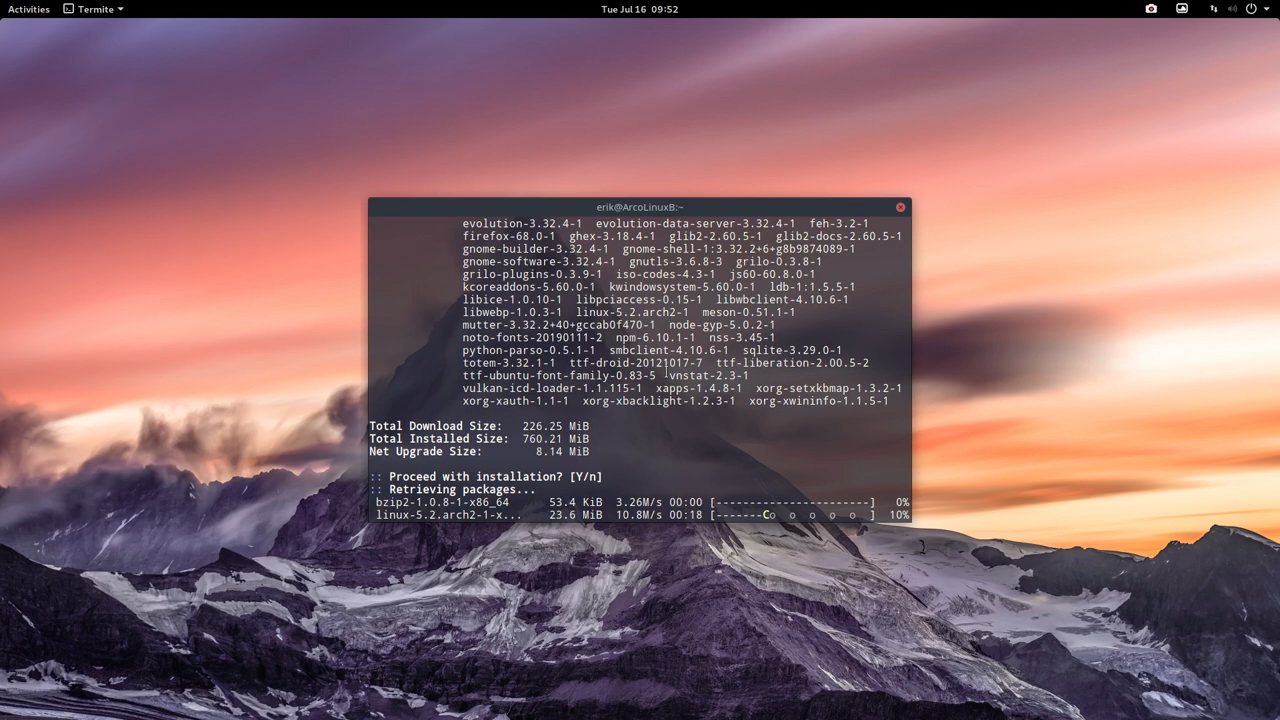 Activities Termite Tue Jul 16 09:52
erik@ArcoLinuxB:~
evolution-3.32.4-1 evolution-data-server-3.32.4-1 feh-3.2-1
firefox-68.0-1 ghex-3.18.4-1 glib2-2.60.5-1 glib2-docs-2.60.5-1
gnome-builder-3.32.4-1 gnome-shell-1:3.32.2+6+g8b9874089-1
gnome-software-3.32.4-1 gnutls-3.6.8-3 grilo-0.3.8-1
grilo-plugins-0.3.9-1 iso-codes-4.3-1 js60-60.8.0-1
kcoreaddons-5.60.0-1 kwindowsystem-5.60.0-1 ldb-1:1.5.5-1
libice-1.0.10-1 libpciaccess-0.15-1 libwbclient-4.10.6-1
libwebp-1.0.3-1 linux-5.2.arch2-1 meson-0.51.1-1
mutter-3.32.2+40+gccab0f470-1 node-gyp-5.0.2-1
noto-fonts-20190111-2 npm-6.10.1-1 nss-3.45-1
python-parso-0.5.1-1 smbclient-4.10.6-1 sqlite-3.29.0-1
totem-3.32.1-1 ttf-droid-20121017-7 ttf-liberation-2.00.5-2
ttf-ubuntu-font-family-0.83-5 vnstat-2.3-1
vulkan-icd-loader-1.1.115-1 xapps-1.4.8-1 xorg-setxkbmap-1.3.2-1
xorg-xauth-1.1-1 xorg-xbacklight-1.2.3-1 xorg-xwininfo-1.1.5-1
Total Download Size: 226.25 MiB
Total Installed Size: 760.21 MiB
Net Upgrade Size: 8.14 MiB
:: Proceed with installation? [Y/n]
:: Retrieving packages...
bzip2-1.0.8-1-x86_64 53.4 KiB 3.26M/s 00:00 [-----------------------] 0%
linux-5.2.arch2-1-x... 23.6 MiB 10.8M/s 00:18 [-------Co o o o o ] 10%